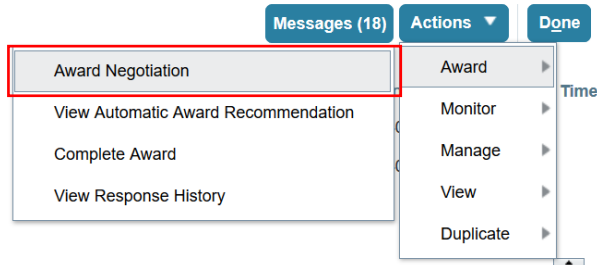 Messages (18) Actions Done
Award Negotiation
View Automatic Award Recommendation
Complete Award
View Response History
Award
Monitor
Manage
View
Duplicate
Time